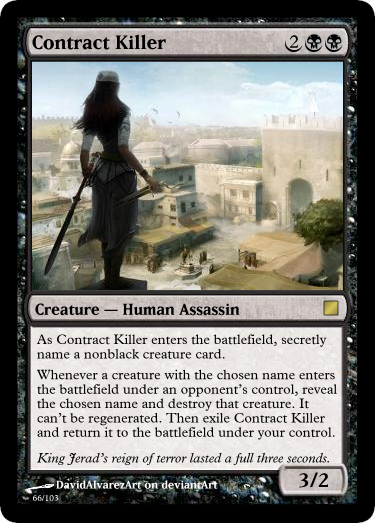 Contract Killer 2
Creature — Human Assassin
As Contract Killer enters the battlefield, secretly
name a nonblack creature card.
Whenever a creature with the chosen name enters
the battlefield under an opponent's control, reveal
the chosen name and destroy that creature. It
can't be regenerated. Then exile Contract Killer
and return it to the battlefield under your control.
King Jerad's reign of terror lasted a full three seconds.
DavidAlvarezArt on deviantArt
66/103
3/2